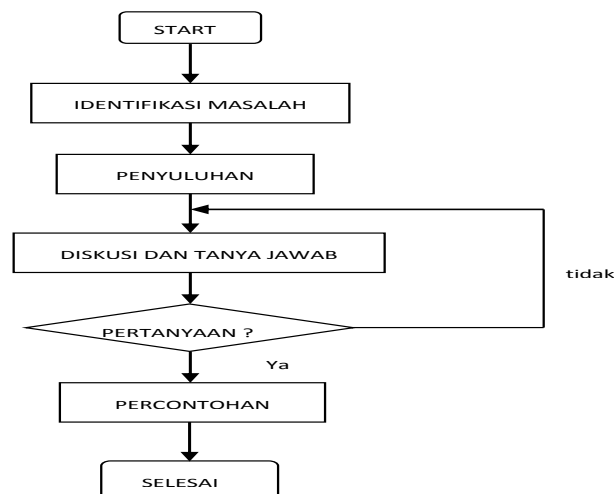 START
IDENTIFIKASI MASALAH
PENYULUHAN
DISKUSI DAN TANYA JAWAB
tidak
PERTANYAAN ?
Ya
PERCONTOHAN
SELESAI